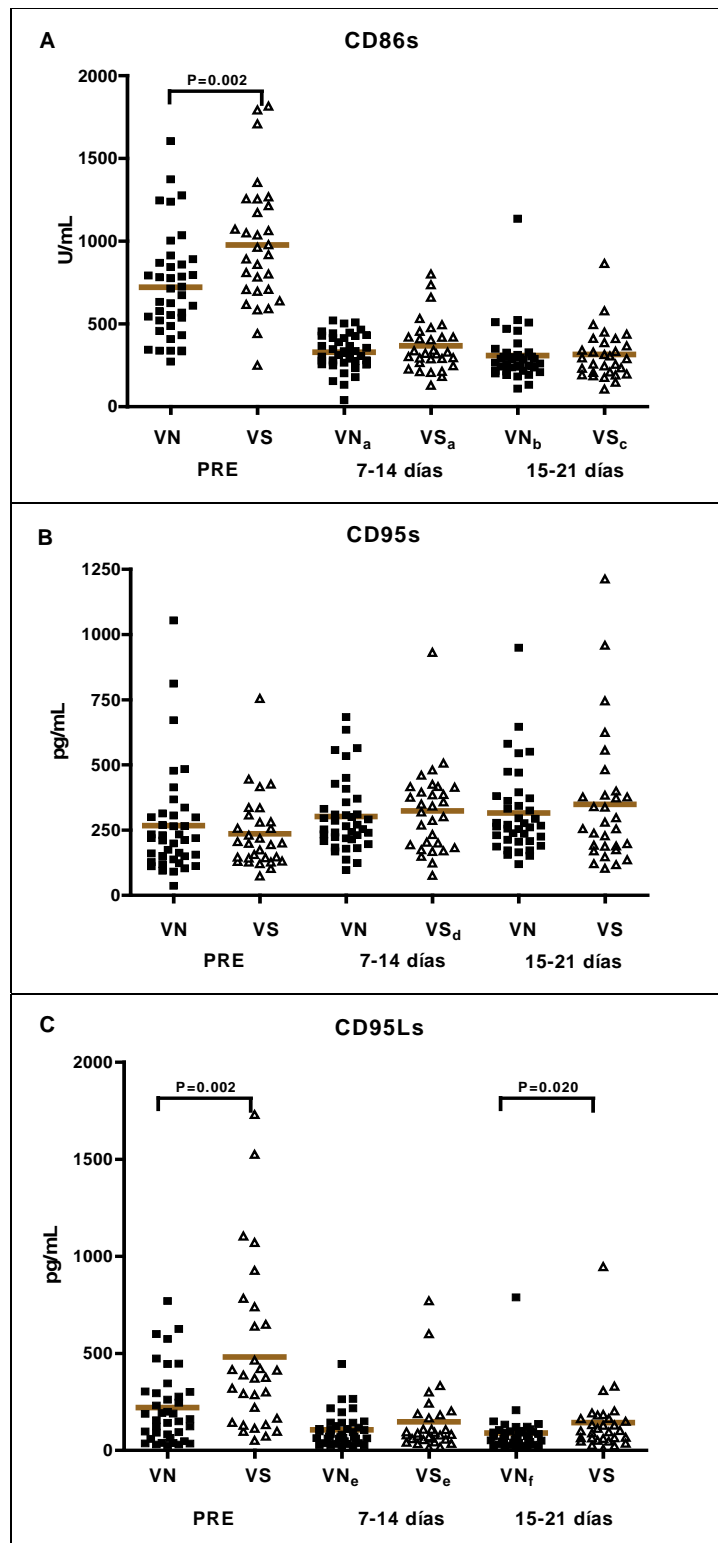 A
CD86s
P=0.002
2000
1500
1000
500
0
U/mL
VN VS VNa VSa VNb VSc
PRE 7-14 días 15-21 días
B
CD95s
1250
1000
750
500
250
0
pg/mL
VN VS VN VSd VN VS
PRE 7-14 días 15-21 días
C
CD95Ls
P=0.002 P=0.020
2000
1500
1000
500
0
pg/mL
VN VS VNe VSe VNf VS
PRE 7-14 días 15-21 días